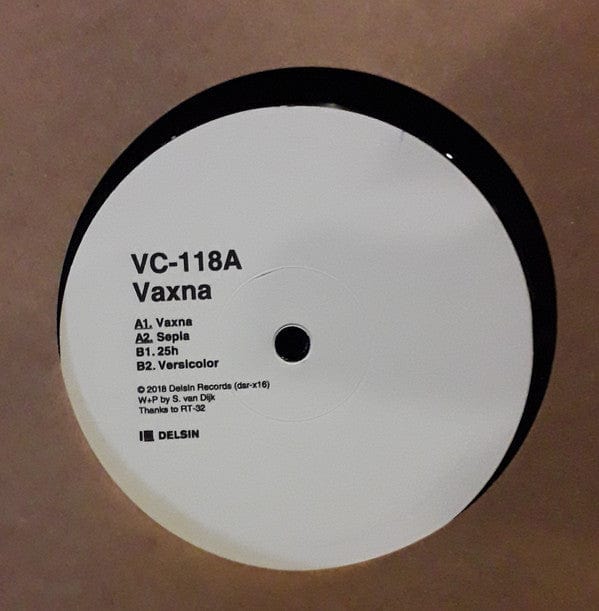 VC-118A
Vaxna
A1. Vaxna
A2. Sepia
B1. 25h
B2. Versicolor
© 2018 Delsin Records (dsr-x16)
W+P by S. van Dijk
Thanks to RT-32
DELSIN